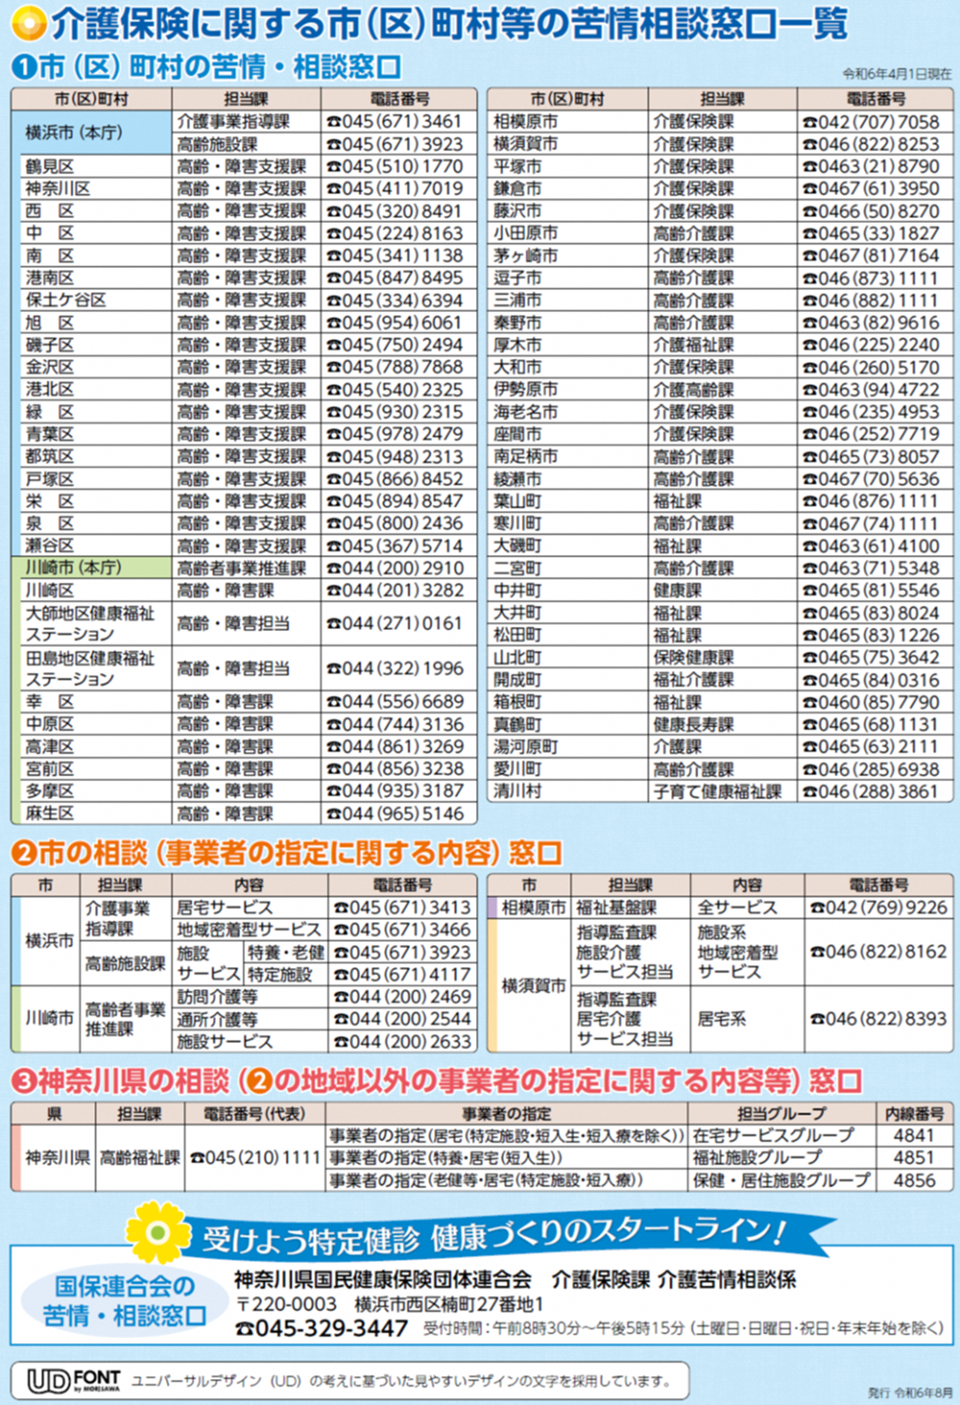 介護保険に関する市(区)町村等の苦情相談窓口一覧
❶市(区)町村の苦情・相談窓口
令和6年4月1日現在
市(区)町村 担当課 電話番号
横浜市(本庁) 介護事業指導課 ☎045(671)3461
高齢施設課 ☎045(671)3923
鶴見区 高齢・障害支援課 ☎045(510)1770
神奈川区 高齢・障害支援課 ☎045(411)7019
西 区 高齢・障害支援課 ☎045(320)8491
中 区 高齢・障害支援課 ☎045(224)8163
南 区 高齢・障害支援課 ☎045(341)1138
港南区 高齢・障害支援課 ☎045(847)8495
保土ケ谷区 高齢・障害支援課 ☎045(334)6394
旭 区 高齢・障害支援課 ☎045(954)6061
磯子区 高齢・障害支援課 ☎045(750)2494
金沢区 高齢・障害支援課 ☎045(788)7868
港北区 高齢・障害支援課 ☎045(540)2325
緑 区 高齢・障害支援課 ☎045(930)2315
青葉区 高齢・障害支援課 ☎045(978)2479
都筑区 高齢・障害支援課 ☎045(948)2313
戸塚区 高齢・障害支援課 ☎045(866)8452
栄 区 高齢・障害支援課 ☎045(894)8547
泉 区 高齢・障害支援課 ☎045(800)2436
瀬谷区 高齢・障害支援課 ☎045(367)5714
川崎市(本庁) 高齢者事業推進課 ☎044(200)2910
川崎区 高齢・障害課 ☎044(201)3282
大師地区健康福祉
ステーション 高齢・障害担当 ☎044(271)0161
田島地区健康福祉
ステーション 高齢・障害担当 ☎044(322)1996
幸 区 高齢・障害課 ☎044(556)6689
中原区 高齢・障害課 ☎044(744)3136
高津区 高齢・障害課 ☎044(861)3269
宮前区 高齢・障害課 ☎044(856)3238
多摩区 高齢・障害課 ☎044(935)3187
麻生区 高齢・障害課 ☎044(965)5146
市(区)町村 担当課 電話番号
相模原市 介護保険課 ☎042(707)7058
横須賀市 介護保険課 ☎046(822)8253
平塚市 介護保険課 ☎0463(21)8790
鎌倉市 介護保険課 ☎0467(61)3950
藤沢市 介護保険課 ☎0466(50)8270
小田原市 高齢介護課 ☎0465(33)1827
茅ヶ崎市 介護保険課 ☎0467(81)7164
逗子市 高齢介護課 ☎046(873)1111
三浦市 高齢介護課 ☎046(882)1111
秦野市 高齢介護課 ☎0463(82)9616
厚木市 介護福祉課 ☎046(225)2240
大和市 介護保険課 ☎046(260)5170
伊勢原市 介護高齢課 ☎0463(94)4722
海老名市 介護保険課 ☎046(235)4953
座間市 介護保険課 ☎046(252)7719
南足柄市 高齢介護課 ☎0465(73)8057
綾瀬市 高齢介護課 ☎0467(70)5636
葉山町 福祉課 ☎046(876)1111
寒川町 高齢介護課 ☎0467(74)1111
大磯町 福祉課 ☎0463(61)4100
二宮町 高齢介護課 ☎0463(71)5348
中井町 健康課 ☎0465(81)5546
大井町 福祉課 ☎0465(83)8024
松田町 福祉課 ☎0465(83)1226
山北町 保険健康課 ☎0465(75)3642
開成町 福祉介護課 ☎0465(84)0316
箱根町 福祉課 ☎0460(85)7790
真鶴町 健康長寿課 ☎0465(68)1131
湯河原町 介護課 ☎0465(63)2111
愛川町 高齢介護課 ☎046(285)6938
清川村 子育て健康福祉課 ☎046(288)3861
❷市の相談(事業者の指定に関する内容)窓口
市 担当課 内容 電話番号
横浜市 介護事業
指導課 居宅サービス ☎045(671)3413
地域密着型サービス ☎045(671)3466
高齢施設課 施設
サービス 特養・老健 ☎045(671)3923
特定施設 ☎045(671)4117
川崎市 高齢者事業
推進課 訪問介護等 ☎044(200)2469
通所介護等 ☎044(200)2544
施設サービス ☎044(200)2633
市 担当課 内容 電話番号
相模原市 福祉基盤課 全サービス ☎042(769)9226
横須賀市 指導監査課
施設介護
サービス担当 施設系
地域密着型
サービス ☎046(822)8162
指導監査課
居宅介護
サービス担当 居宅系 ☎046(822)8393
❸神奈川県の相談(❷の地域以外の事業者の指定に関する内容等)窓口
県 担当課 電話番号(代表) 事業者の指定 担当グループ 内線番号
神奈川県 高齢福祉課 ☎045(210)1111 事業者の指定(居宅(特定施設・短入生・短入療を除く)) 在宅サービスグループ 4841
事業者の指定(特養・居宅(短入生)) 福祉施設グループ 4851
事業者の指定(老健等・居宅(特定施設・短入療)) 保健・居住施設グループ 4856
受けよう特定健診 健康づくりのスタートライン!
国保連合会の
苦情・相談窓口
神奈川県国民健康保険団体連合会 介護保険課 介護苦情相談係
〒220-0003 横浜市西区楠町27番地1
☎045-329-3447 受付時間:午前8時30分〜午後5時15分(土曜日・日曜日・祝日・年末年始を除く)
UD FONT
by MORISAWA
ユニバーサルデザイン(UD)の考えに基づいた見やすいデザインの文字を採用しています。
発行 令和6年8月